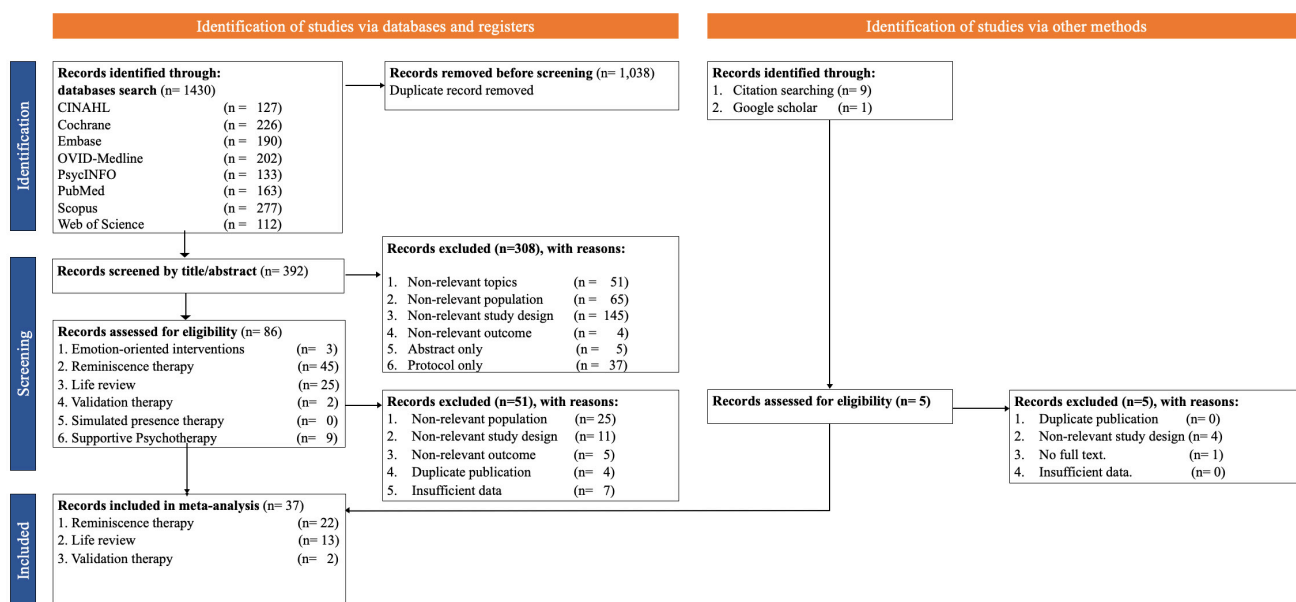 Identification of studies via databases and registers
Identification of studies via other methods
Identification
Records identified through:
databases search (n= 1430)
CINAHL (n = 127)
Cochrane (n = 226)
Embase (n = 190)
OVID-Medline (n = 202)
PsycINFO (n = 133)
PubMed (n = 163)
Scopus (n = 277)
Web of Science (n = 112)
Records removed before screening (n= 1,038)
Duplicate record removed
Records identified through:
1. Citation searching (n= 9)
2. Google scholar (n= 1)
Screening
Records screened by title/abstract (n= 392)
Records excluded (n=308), with reasons:
1. Non-relevant topics (n = 51)
2. Non-relevant population (n = 65)
3. Non-relevant study design (n = 145)
4. Non-relevant outcome (n = 4)
5. Abstract only (n = 5)
6. Protocol only (n = 37)
Records assessed for eligibility (n= 86)
1. Emotion-oriented interventions (n= 3)
2. Reminiscence therapy (n= 45)
3. Life review (n= 25)
4. Validation therapy (n= 2)
5. Simulated presence therapy (n= 0)
6. Supportive Psychotherapy (n= 9)
Records excluded (n=51), with reasons:
1. Non-relevant population (n= 25)
2. Non-relevant study design (n= 11)
3. Non-relevant outcome (n= 5)
4. Duplicate publication (n= 4)
5. Insufficient data (n= 7)
Records assessed for eligibility (n= 5)
Records excluded (n=5), with reasons:
1. Duplicate publication (n= 0)
2. Non-relevant study design (n= 4)
3. No full text. (n= 1)
4. Insufficient data. (n= 0)
Included
Records included in meta-analysis (n= 37)
1. Reminiscence therapy (n= 22)
2. Life review (n= 13)
3. Validation therapy (n= 2)